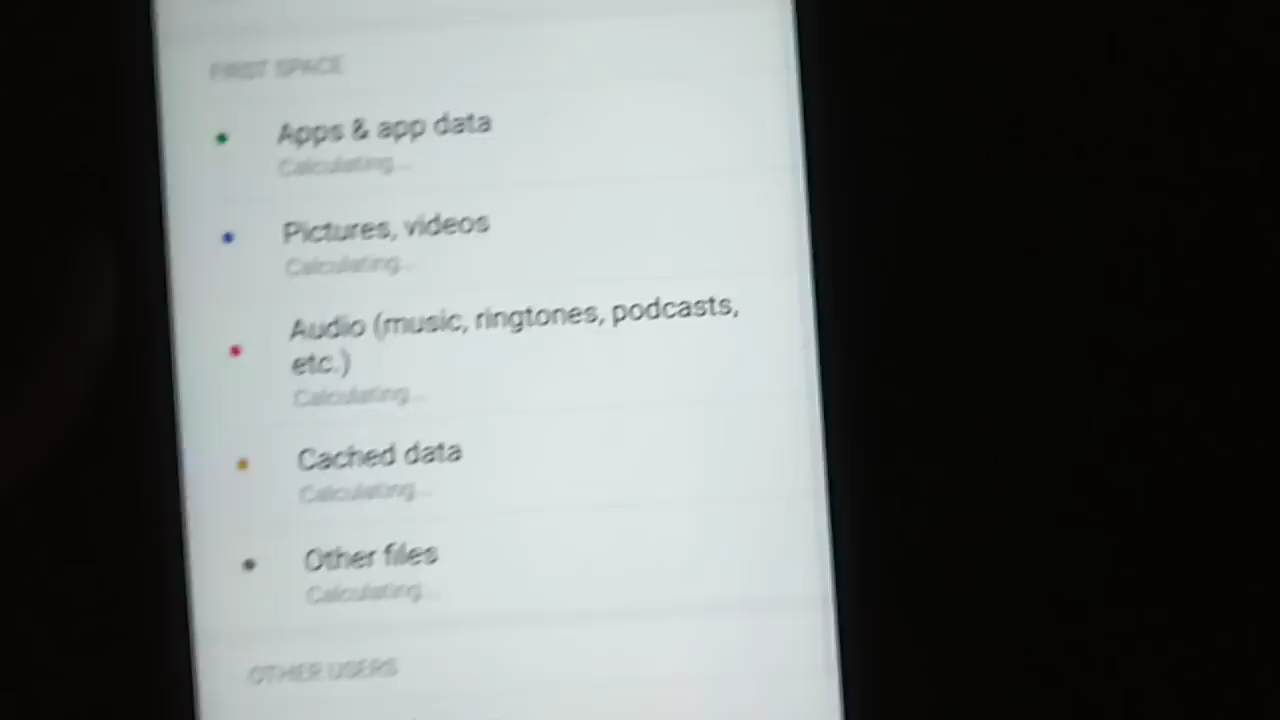 FIRST SPACE
Apps & app data
Calculating...
Pictures, videos
Calculating...
Audio (music, ringtones, podcasts,
etc.)
Calculating...
Cached data
Calculating...
Other files
Calculating...
OTHER USERS